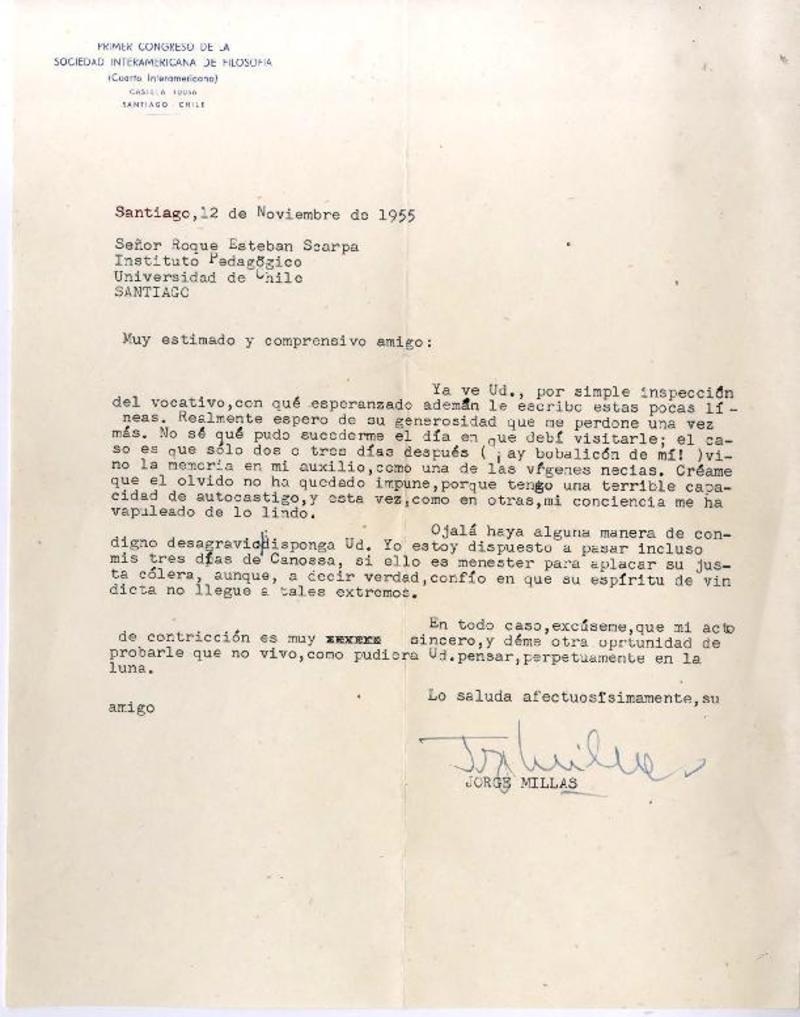 PRIMER CONGRESO DE LA
SOCIEDAD INTERAMERICANA DE FILOSOFIA
(Cuarto Interamericano)
CASILLA
SANTIAGO - CHILE
Santiago,12 de Noviembre de 1955
Señor Roque Esteban Scarpa
Instituto Pedagógico
Universidad de Chile
SANTIAGO
Muy estimado y comprensivo amigo:
Ya ve Ud., por simple inspección
del vocativo,con qué esperanzado ademán le escribo estas pocas lí -
neas. Realmente espero de su generosidad que me perdone una vez
más. No sé qué pudo sucederme el día en que debí visitarle; el ca-
so es que sólo dos o tres días después ( ¡ ay bobalicón de mí! )vi-
no la memoria en mi auxilio,como una de las vírgenes necias. Créame
que el olvido no ha quedado impune,porque tengo una terrible capa-
cidad de autocastigo,y esta vez,como en otras,mi conciencia me ha
vapuleado de lo lindo.
Ojalá haya alguna manera de con-
digno desagravio disponga Ud. Yo estoy dispuesto a pasar incluso
mis tres días de Canossa, si ello es menester para aplacar su jus-
ta cólera, aunque, a decir verdad,confío en que su espíritu de vin
dicta no llegue a tales extremos.
En todo caso,excúseme,que mi acto
de contricción es muy sincero,y déme otra oprtunidad de
probarle que no vivo,como pudiera Ud.pensar,perpetuamente en la
luna.
Lo saluda afectuosísimamente,su
amigo
JORGE MILLAS